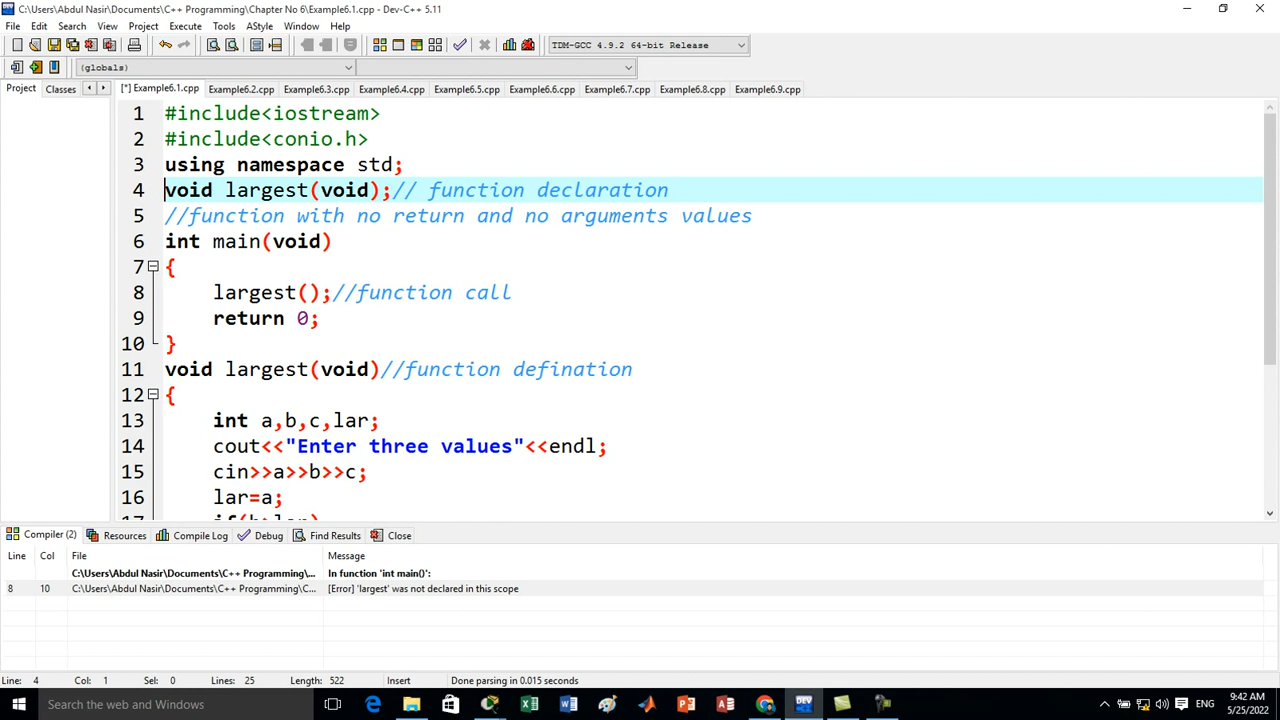 C:\Users\Abdul Nasir\Documents\C++ Programming\Chapter No 6\Example6.1.cpp - Dev-C++ 5.11
File Edit Search View Project Execute Tools AStyle Window Help
TDM-GCC 4.9.2 64-bit Release
(globals)
Project Classes [*] Example6.1.cpp Example6.2.cpp Example6.3.cpp Example6.4.cpp Example6.5.cpp Example6.6.cpp Example6.7.cpp Example6.8.cpp Example6.9.cpp
1 #include<iostream>
2 #include<conio.h>
3 using namespace std;
4 void largest(void);// function declaration
5 //function with no return and no arguments values
6 int main(void)
7 {
8 largest();//function call
9 return 0;
10 }
11 void largest(void)//function defination
12 {
13 int a,b,c,lar;
14 cout<<"Enter three values"<<endl;
15 cin>>a>>b>>c;
16 lar=a;
17 if(b>lar)
Compiler (2) Resources Compile Log Debug Find Results Close
Line Col File Message
C:\Users\Abdul Nasir\Documents\C++ Programming\... In function 'int main()':
8 10 C:\Users\Abdul Nasir\Documents\C++ Programming\C... [Error] 'largest' was not declared in this scope
Line: 4 Col: 1 Sel: 0 Lines: 25 Length: 522 Insert Done parsing in 0.015 seconds
Search the web and Windows
ENG
9:42 AM
5/25/2022